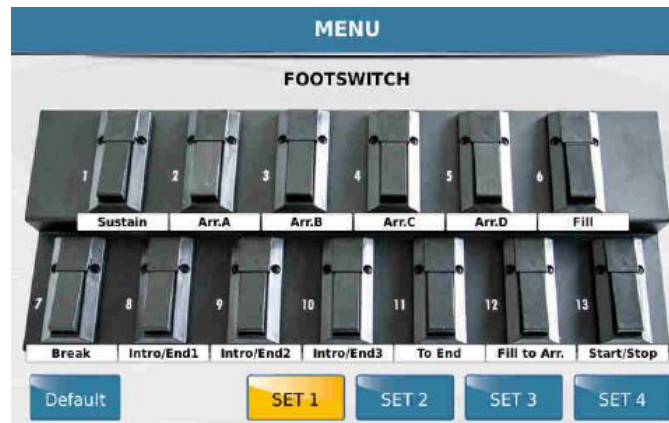 MENU
FOOTSWITCH
1 2 3 4 5 6
Sustain Arr.A Arr.B Arr.C Arr.D Fill
7 8 9 10 11 12 13
Break Intro/End1 Intro/End2 Intro/End3 To End Fill to Arr. Start/Stop
Default SET 1 SET 2 SET 3 SET 4